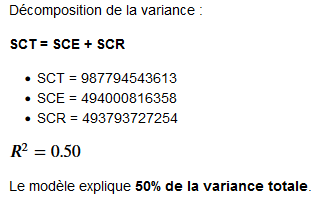 Décomposition de la variance :
SCT = SCE + SCR
• SCT = 987794543613
• SCE = 494000816358
• SCR = 493793727254
R² = 0.50
Le modèle explique 50% de la variance totale.